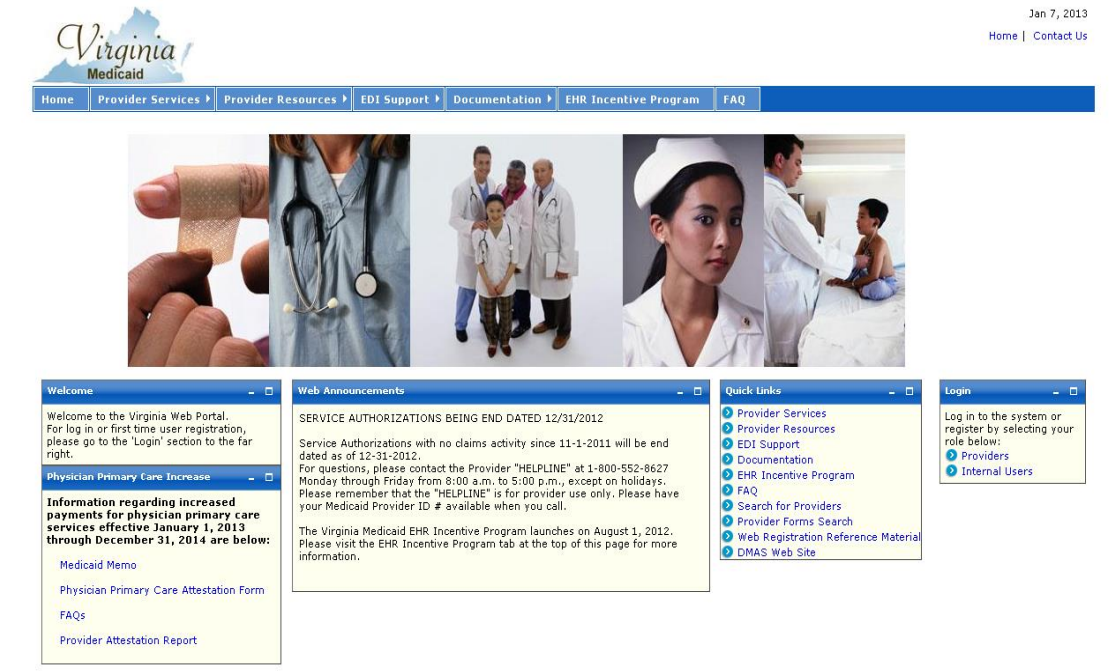 Jan 7, 2013
Home | Contact Us
Virginia
Medicaid
Home Provider Services Provider Resources EDI Support Documentation EHR Incentive Program FAQ
Welcome
Welcome to the Virginia Web Portal.
For log in or first time user registration,
please go to the 'Login' section to the far
right.
Physician Primary Care Increase
Information regarding increased
payments for physician primary care
services effective January 1, 2013
through December 31, 2014 are below:
Medicaid Memo
Physician Primary Care Attestation Form
FAQs
Provider Attestation Report
Web Announcements
SERVICE AUTHORIZATIONS BEING END DATED 12/31/2012
Service Authorizations with no claims activity since 11-1-2011 will be end
dated as of 12-31-2012.
For questions, please contact the Provider "HELPLINE" at 1-800-552-8627
Monday through Friday from 8:00 a.m. to 5:00 p.m., except on holidays.
Please remember that the "HELPLINE" is for provider use only. Please have
your Medicaid Provider ID # available when you call.
The Virginia Medicaid EHR Incentive Program launches on August 1, 2012.
Please visit the EHR Incentive Program tab at the top of this page for more
information.
Quick Links
Provider Services
Provider Resources
EDI Support
Documentation
EHR Incentive Program
FAQ
Search for Providers
Provider Forms Search
Web Registration Reference Material
DMAS Web Site
Login
Log in to the system or
register by selecting your
role below:
Providers
Internal Users